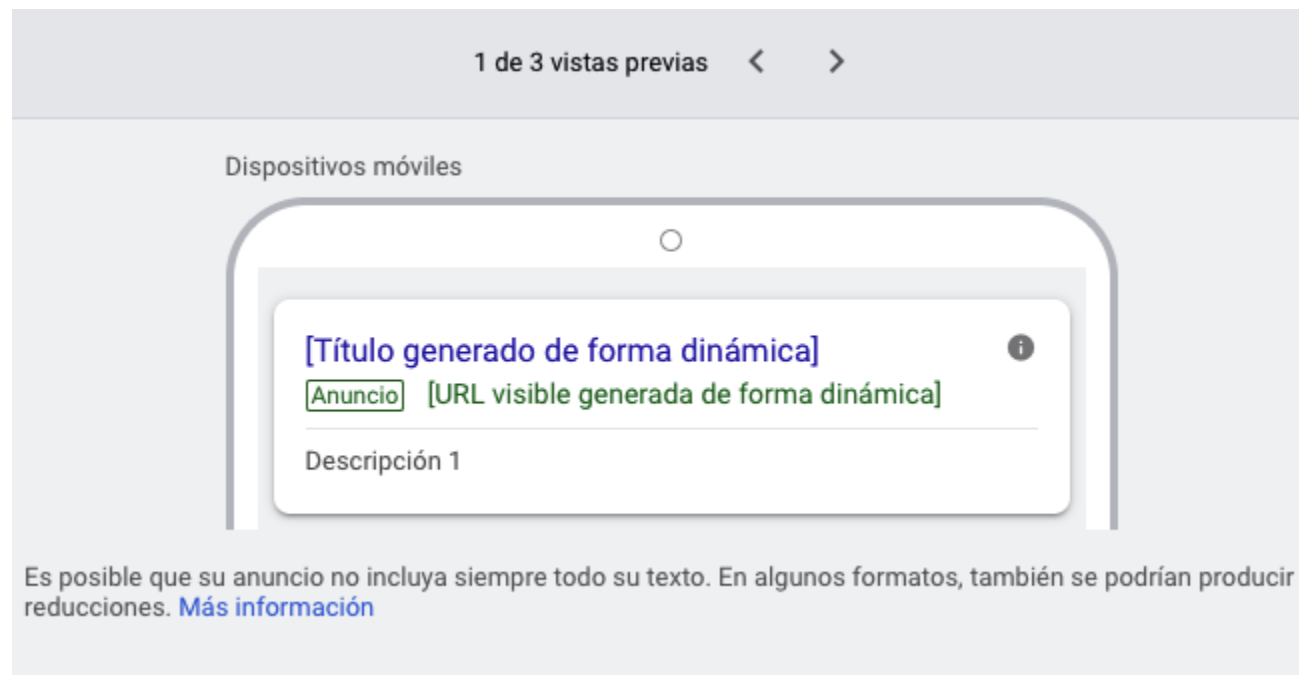 1 de 3 vistas previas
Dispositivos móviles
[Título generado de forma dinámica]
Anuncio [URL visible generada de forma dinámica]
Descripción 1
Es posible que su anuncio no incluya siempre todo su texto. En algunos formatos, también se podrían producir
reducciones. Más información